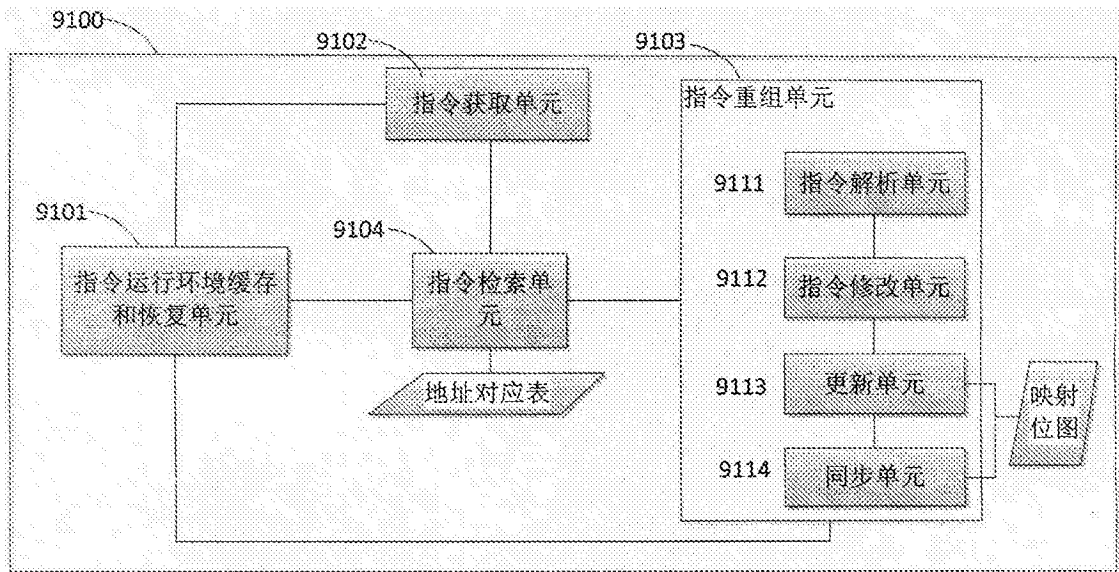 9100
9102
指令获取单元
9103
指令重组单元
9111
指令解析单元
9101
指令运行环境缓存
和恢复单元
9104
指令检索单
元
地址对应表
9112
指令修改单元
9113
更新单元
9114
同步单元
映射
位图